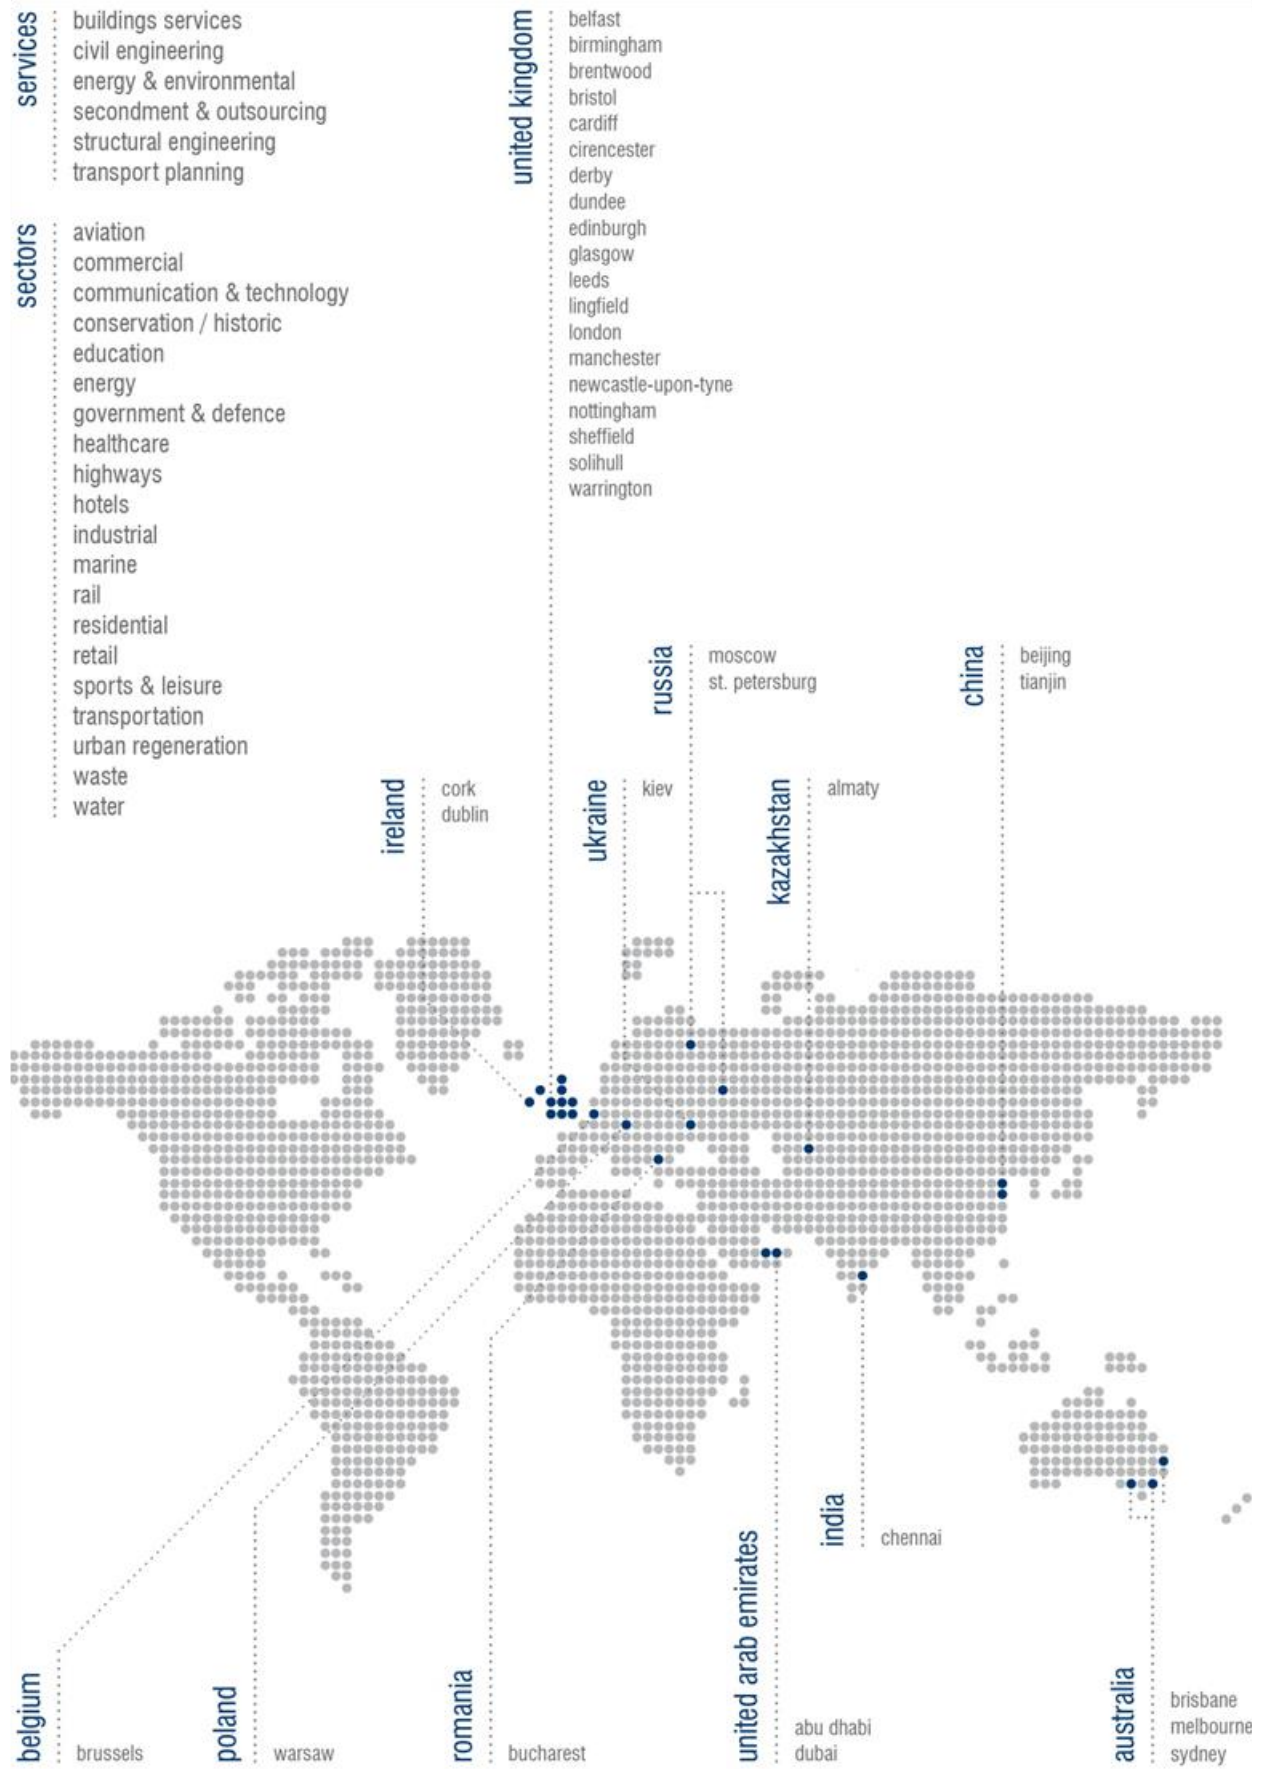 services
buildings services
civil engineering
energy & environmental
secondment & outsourcing
structural engineering
transport planning
sectors
aviation
commercial
communication & technology
conservation / historic
education
energy
government & defence
healthcare
highways
hotels
industrial
marine
rail
residential
retail
sports & leisure
transportation
urban regeneration
waste
water
united kingdom
belfast
birmingham
brentwood
bristol
cardiff
cirencester
derby
dundee
edinburgh
glasgow
leeds
lingfield
london
manchester
newcastle-upon-tyne
nottingham
sheffield
solihull
warrington
russia
moscow
st. petersburg
china
beijing
tianjin
ireland
cork
dublin
ukraine
kiev
kazakhstan
almaty
belgium
brussels
poland
warsaw
romania
bucharest
united arab emirates
abu dhabi
dubai
india
chennai
australia
brisbane
melbourne
sydney